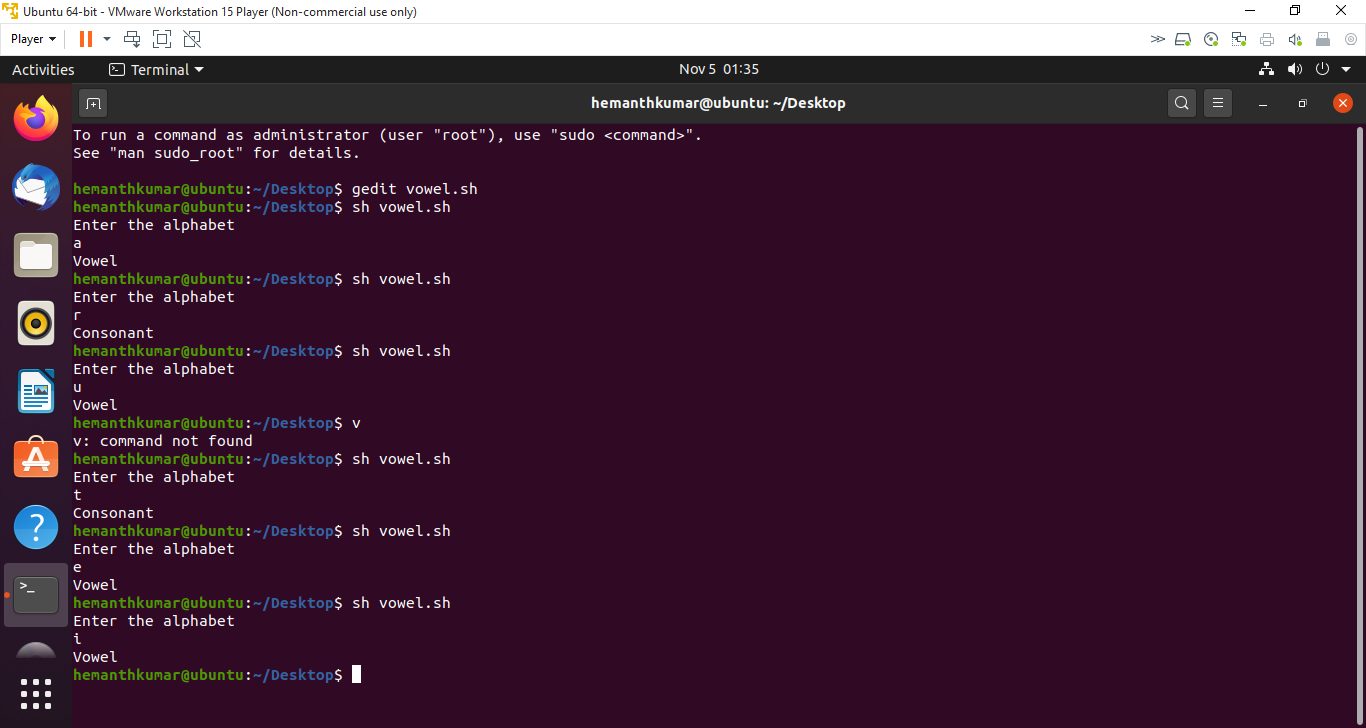 Ubuntu 64-bit - VMware Workstation 15 Player (Non-commercial use only)
Player
Activities
Terminal
Nov 5 01:35
hemanthkumar@ubuntu: ~/Desktop
To run a command as administrator (user "root"), use "sudo <command>".
See "man sudo_root" for details.
hemanthkumar@ubuntu:~/Desktop$ gedit vowel.sh
hemanthkumar@ubuntu:~/Desktop$ sh vowel.sh
Enter the alphabet
a
Vowel
hemanthkumar@ubuntu:~/Desktop$ sh vowel.sh
Enter the alphabet
r
Consonant
hemanthkumar@ubuntu:~/Desktop$ sh vowel.sh
Enter the alphabet
u
Vowel
hemanthkumar@ubuntu:~/Desktop$ v
v: command not found
hemanthkumar@ubuntu:~/Desktop$ sh vowel.sh
Enter the alphabet
t
Consonant
hemanthkumar@ubuntu:~/Desktop$ sh vowel.sh
Enter the alphabet
e
Vowel
hemanthkumar@ubuntu:~/Desktop$ sh vowel.sh
Enter the alphabet
i
Vowel
hemanthkumar@ubuntu:~/Desktop$